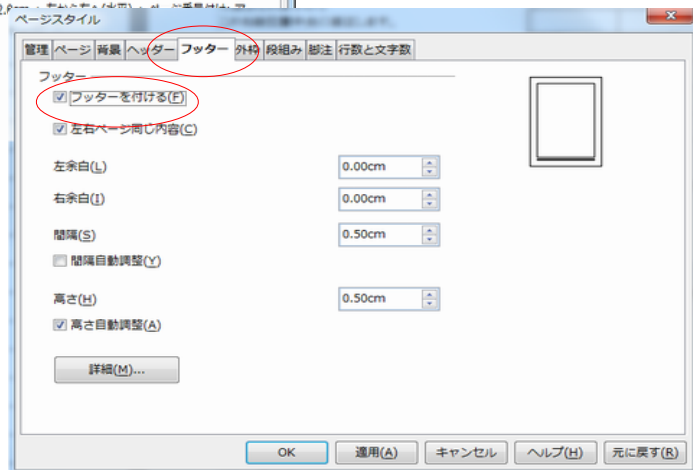 ページスタイル
管理 ページ 背景 ヘッダー フッター 外枠 段組み 脚注 行数と文字数
フッター
フッターを付ける(F)
左右ページ同じ内容(C)
左余白(L) 0.00cm
右余白(I) 0.00cm
間隔(S) 0.50cm
間隔自動調整(Y)
高さ(H) 0.50cm
高さ自動調整(A)
詳細(M)...
OK 適用(A) キャンセル ヘルプ(H) 元に戻す(R)